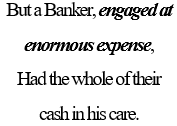 But a Banker, engaged at
enormous expense,
Had the whole of their
cash in his care.